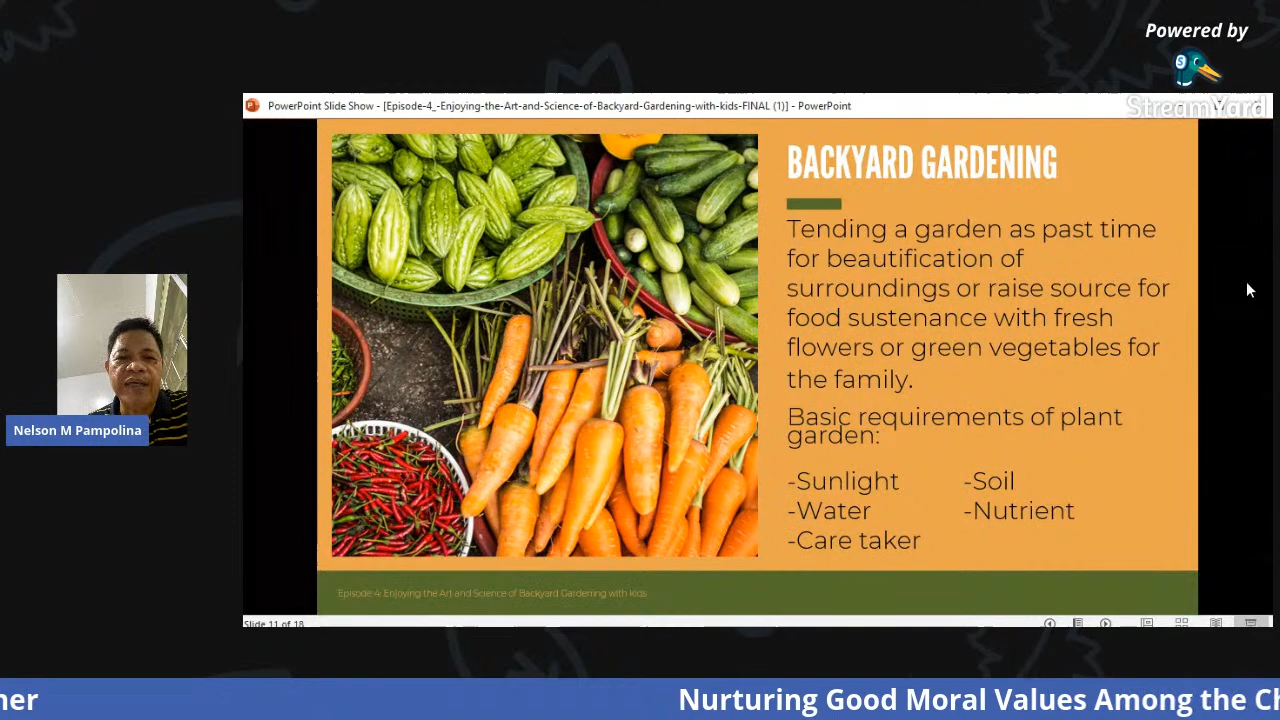 Powered by
StreamYard
PowerPoint Slide Show - [Episode-4_-Enjoying-the-Art-and-Science-of-Backyard-Gardening-with-kids-FINAL (1)] - PowerPoint
BACKYARD GARDENING
Tending a garden as past time
for beautification of
surroundings or raise source for
food sustenance with fresh
flowers or green vegetables for
the family.
Basic requirements of plant
garden:
-Sunlight -Soil
-Water -Nutrient
-Care taker
Nelson M Pampolina
Episode 4: Enjoying the Art and Science of Backyard Gardening with kids
Slide 11 of 18
Nurturing Good Moral Values Among the